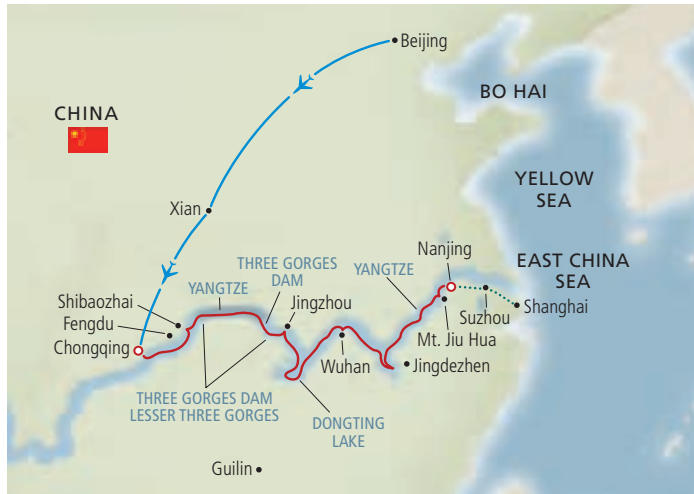 Beijing
BO HAI
CHINA
YELLOW
SEA
Xian
Nanjing
EAST CHINA
SEA
THREE GORGES
DAM
YANGTZE
YANGTZE
Shibaozhai
Jingzhou
Shanghai
Suzhou
Fengdu
Mt. Jiu Hua
Chongqing
Wuhan
Jingdezhen
THREE GORGES DAM
LESSER THREE GORGES
DONGTING
LAKE
Guilin